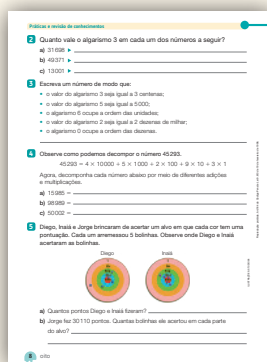 Práticas e revisão de conhecimentos
2 Quanto vale o algarismo 3 em cada um dos números a seguir?
a) 31698 ▶
b) 49371 ▶
c) 13001 ▶
3 Escreva um número de modo que:
• o valor do algarismo 3 seja igual a 3 centenas;
• o valor do algarismo 5 seja igual a 5000;
• o algarismo 6 ocupe a ordem das unidades;
• o valor do algarismo 2 seja igual a 2 dezenas de milhar;
• o algarismo 0 ocupe a ordem das dezenas.
4 Observe como podemos decompor o número 45293.
45293 = 4 × 10000 + 5 × 1000 + 2 × 100 + 9 × 10 + 3 × 1
Agora, decomponha cada número abaixo por meio de diferentes adições
e multiplicações.
a) 15985 =
b) 98989 =
c) 50002 =
5 Diego, Inaiá e Jorge brincaram de acertar um alvo em que cada cor tem uma
pontuação. Cada um arremessou 5 bolinhas. Observe onde Diego e Inaiá
acertaram as bolinhas.
Diego
Inaiá
a) Quantos pontos Diego e Inaiá fizeram?
b) Jorge fez 30110 pontos. Quantas bolinhas ele acertou em cada parte
do alvo?
8 oito